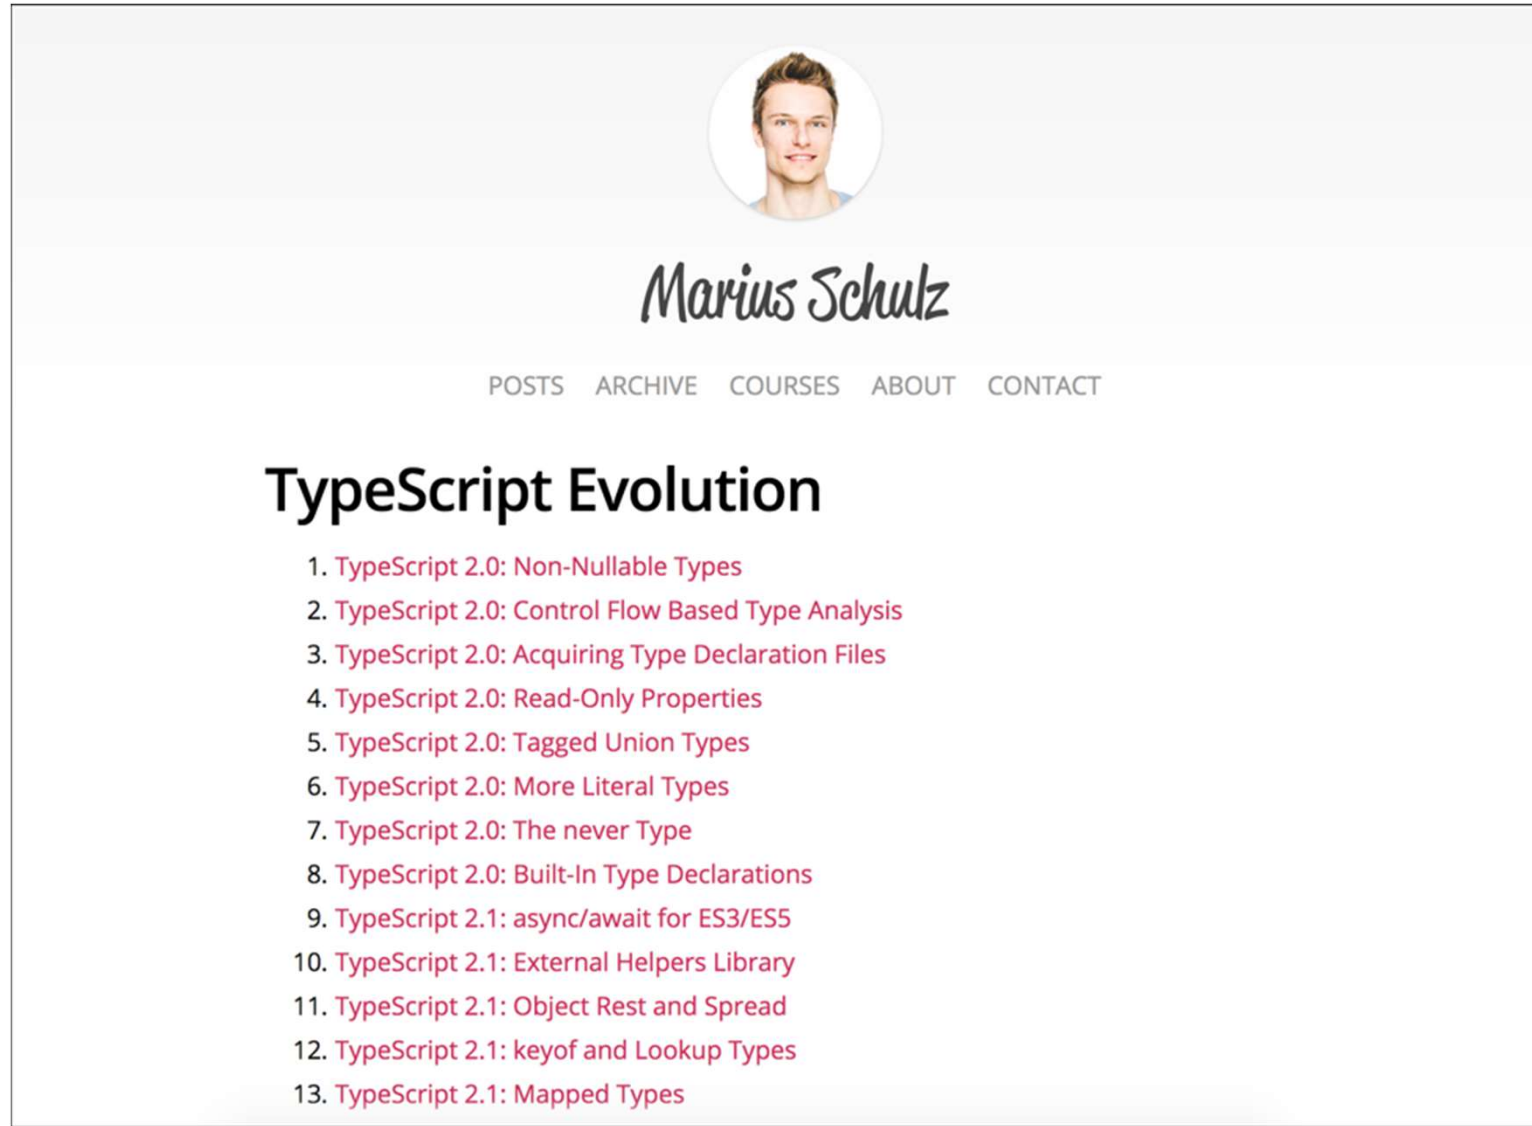 Marius Schulz
POSTS ARCHIVE COURSES ABOUT CONTACT
TypeScript Evolution
1. TypeScript 2.0: Non-Nullable Types
2. TypeScript 2.0: Control Flow Based Type Analysis
3. TypeScript 2.0: Acquiring Type Declaration Files
4. TypeScript 2.0: Read-Only Properties
5. TypeScript 2.0: Tagged Union Types
6. TypeScript 2.0: More Literal Types
7. TypeScript 2.0: The never Type
8. TypeScript 2.0: Built-In Type Declarations
9. TypeScript 2.1: async/await for ES3/ES5
10. TypeScript 2.1: External Helpers Library
11. TypeScript 2.1: Object Rest and Spread
12. TypeScript 2.1: keyof and Lookup Types
13. TypeScript 2.1: Mapped Types